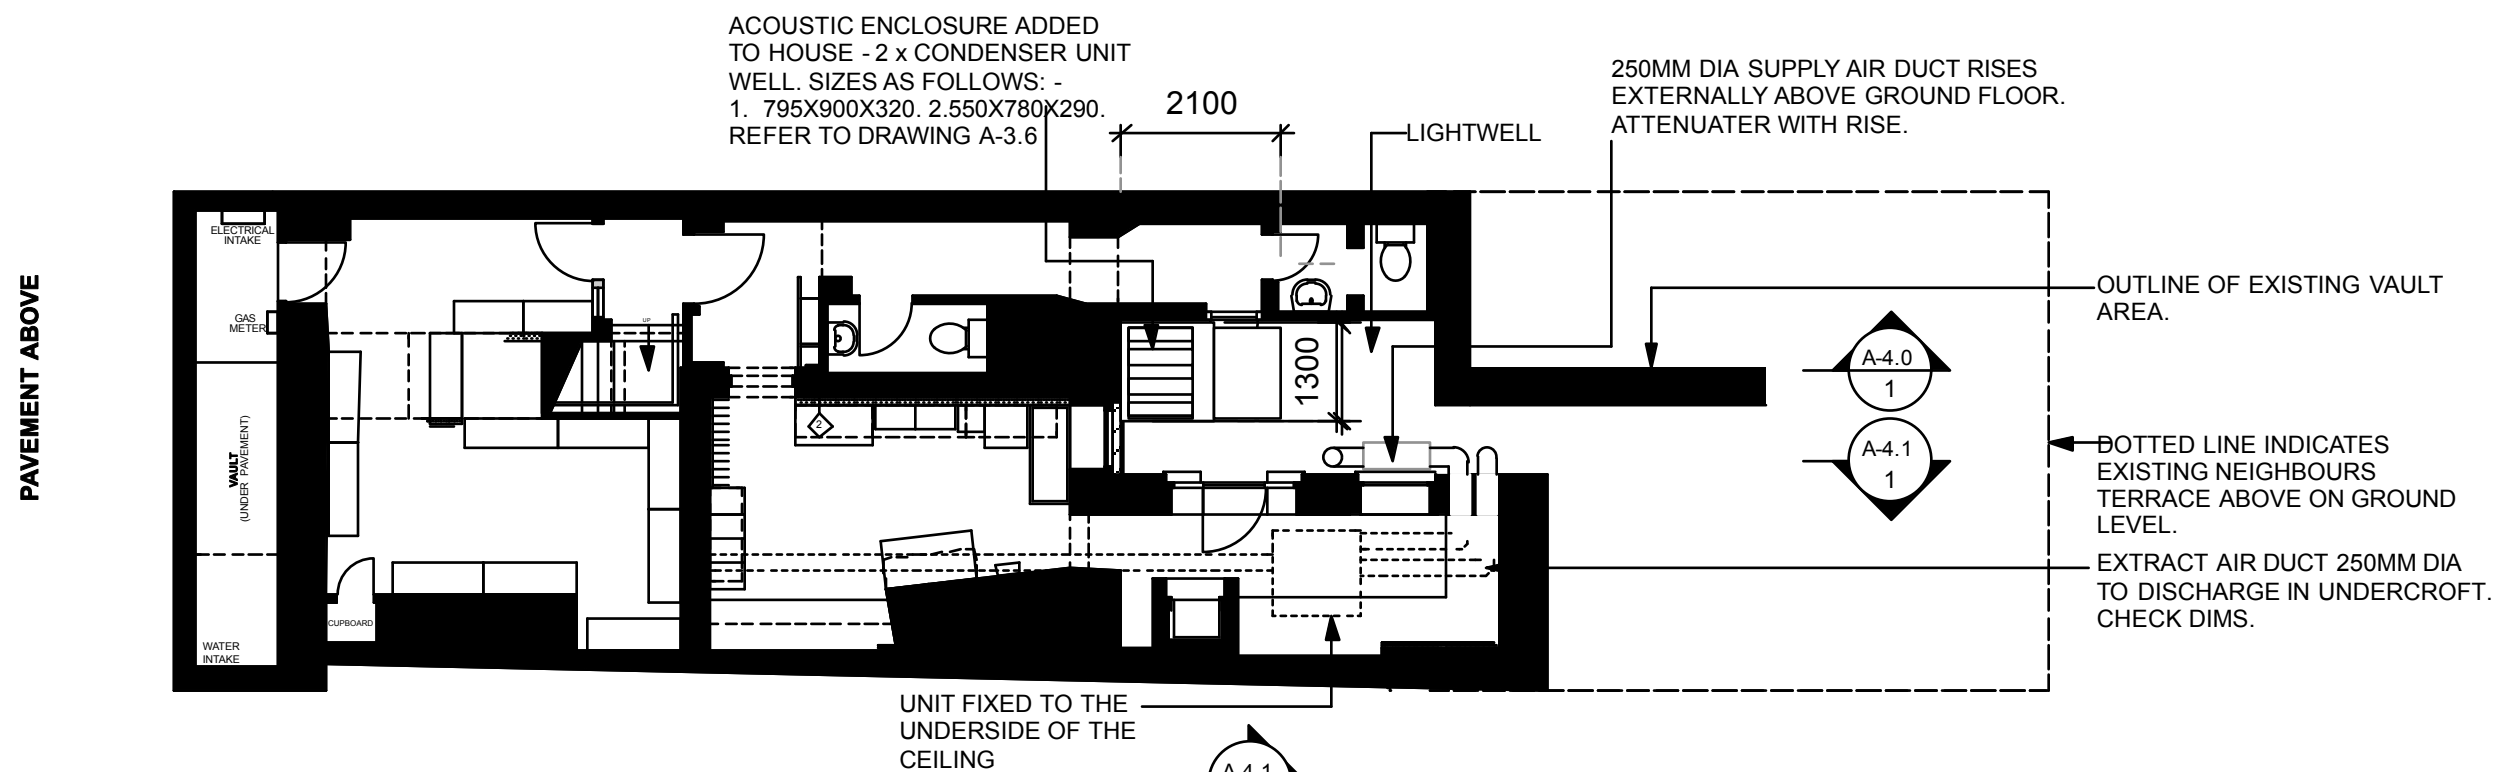 ACOUSTIC ENCLOSURE ADDED
TO HOUSE - 2 x CONDENSER UNIT
WELL. SIZES AS FOLLOWS: -
1. 795X900X320. 2.550X780X290.
REFER TO DRAWING A-3.6
2100
LIGHTWELL
250MM DIA SUPPLY AIR DUCT RISES
EXTERNALLY ABOVE GROUND FLOOR.
ATTENUATER WITH RISE.
PAVEMENT ABOVE
ELECTRICAL
INTAKE
GAS
METER
VAULT
(UNDER PAVEMENT)
WATER
INTAKE
CUPBOARD
UP
2
1300
OUTLINE OF EXISTING VAULT
AREA.
A-4.0
1
A-4.1
1
DOTTED LINE INDICATES
EXISTING NEIGHBOURS
TERRACE ABOVE ON GROUND
LEVEL.
EXTRACT AIR DUCT 250MM DIA
TO DISCHARGE IN UNDERCROFT.
CHECK DIMS.
UNIT FIXED TO THE
UNDERSIDE OF THE
CEILING
A-4.1